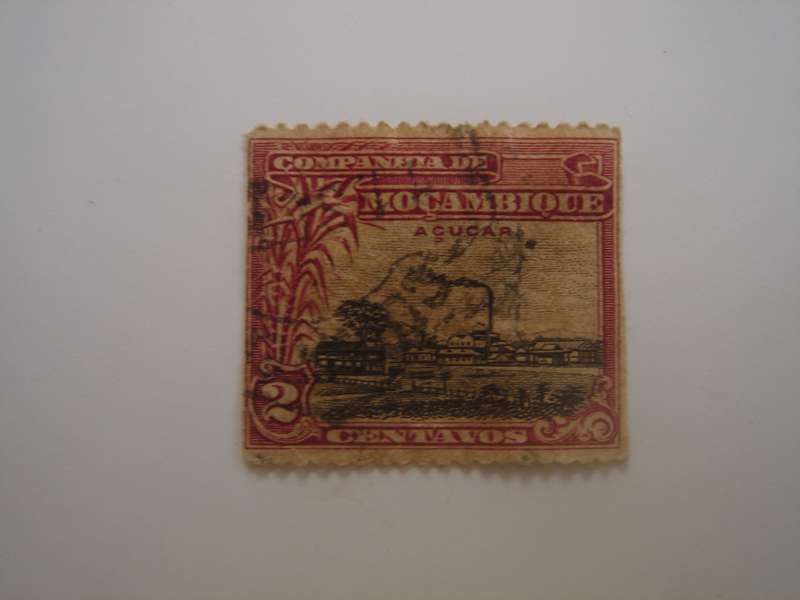 COMPANHIA DE
MOÇAMBIQUE
AÇUCAR
2
CENTAVOS